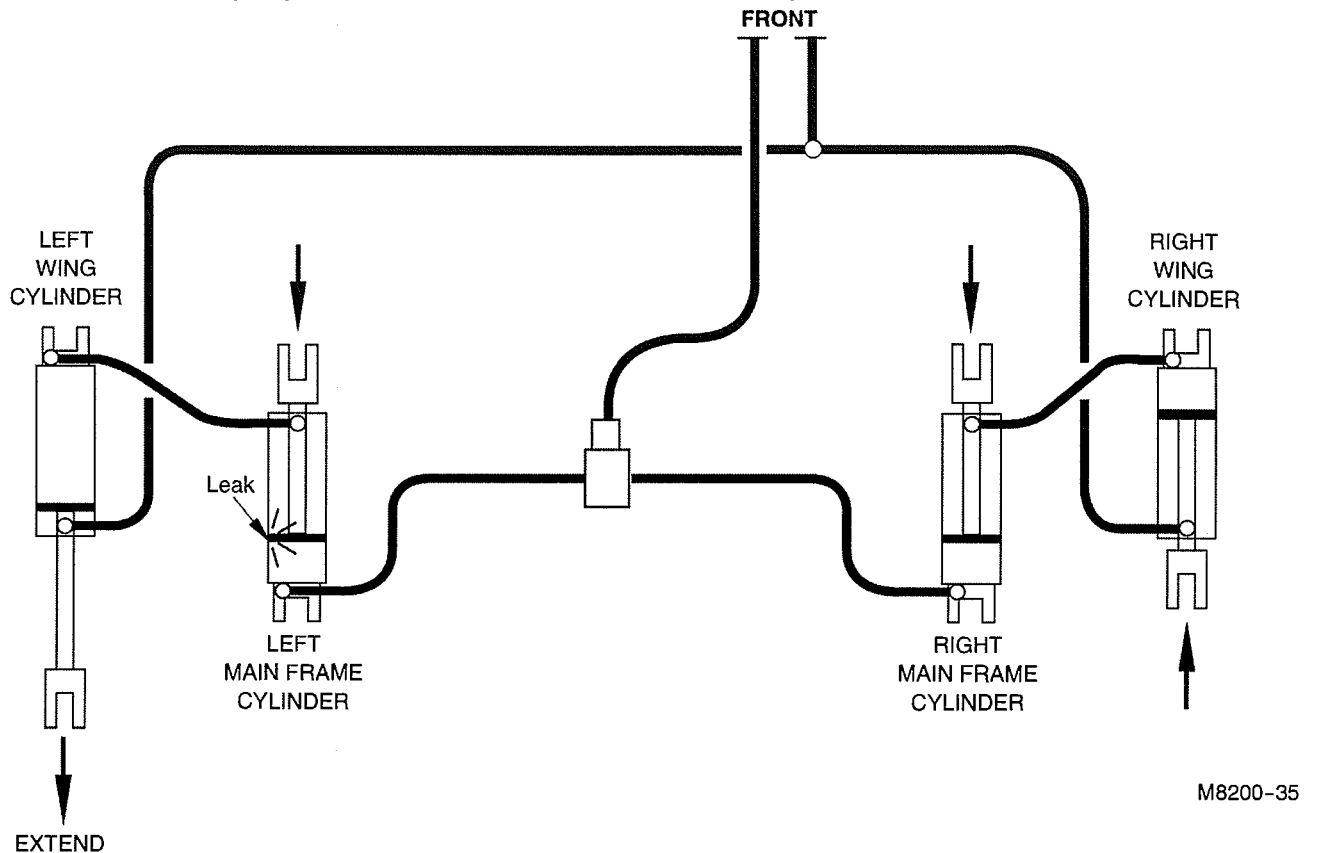 FRONT
LEFT
WING
CYLINDER
RIGHT
WING
CYLINDER
Leak
LEFT
MAIN FRAME
CYLINDER
RIGHT
MAIN FRAME
CYLINDER
M8200-35
EXTEND